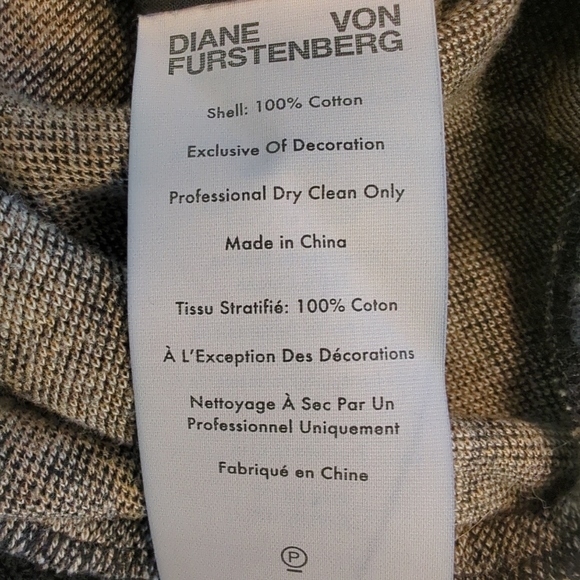 DIANE VON
FURSTENBERG
Shell: 100% Cotton
Exclusive Of Decoration
Professional Dry Clean Only
Made in China
Tissu Stratifié: 100% Coton
À L'Exception Des Décorations
Nettoyage À Sec Par Un
Professionnel Uniquement
Fabriqué en Chine
P